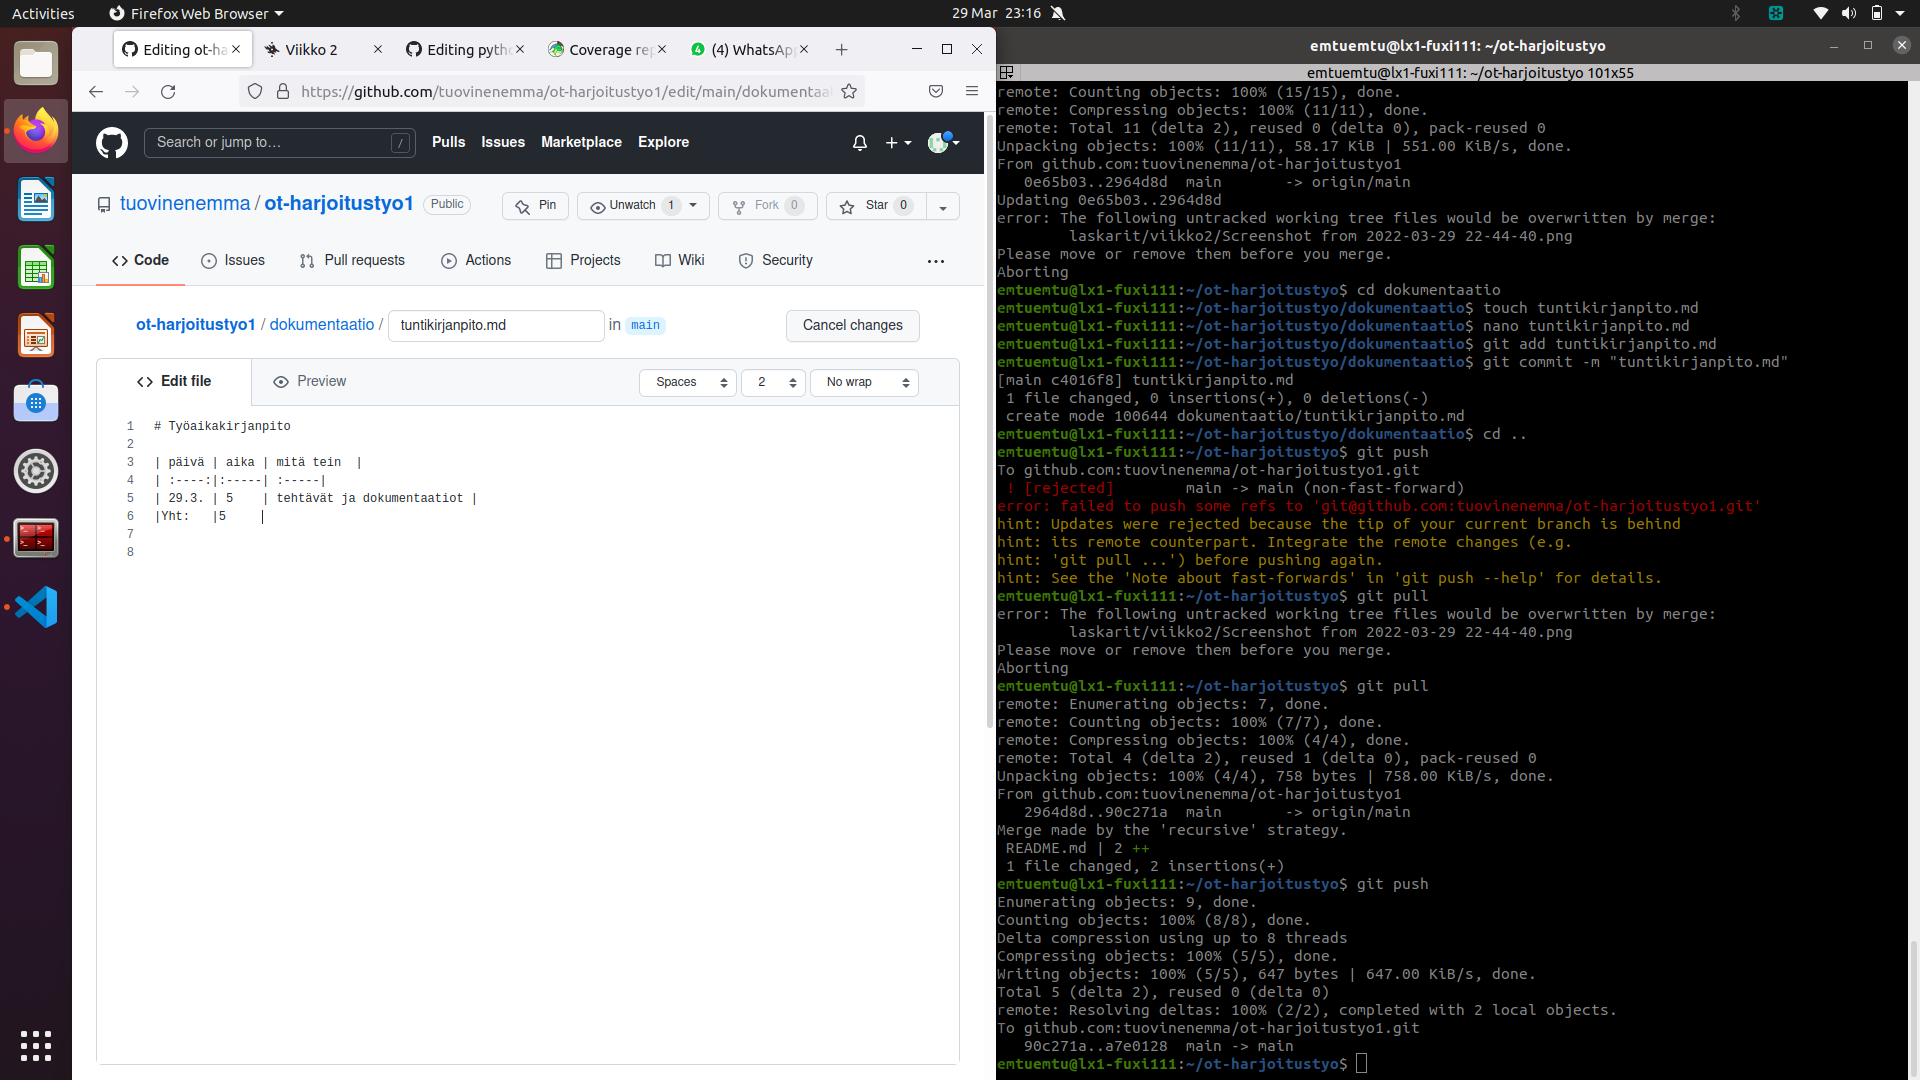 Activities
Firefox Web Browser
29 Mar 23:16
Editing ot-ha
Viikko 2
Editing pyth
Coverage rep
(4) WhatsApp
https://github.com/tuovinenemma/ot-harjoitustyo1/edit/main/dokumentaa
Search or jump to…
/
Pulls
Issues
Marketplace
Explore
tuovinenemma / ot-harjoitustyo1
Public
Pin
Unwatch 1
Fork 0
Star 0
Code
Issues
Pull requests
Actions
Projects
Wiki
Security
ot-harjoitustyo1 / dokumentaatio / tuntikirjanpito.md in main
Cancel changes
Edit file
Preview
Spaces
2
No wrap
1 # Työaikakirjanpito
2
3 | päivä | aika | mitä tein  |
4 | :----:|:-----| :-----|
5 | 29.3. | 5    | tehtävät ja dokumentaatiot |
6 |Yht:   |5     |
7
8
emtuemtu@lx1-fuxi111: ~/ot-harjoitustyo
emtuemtu@lx1-fuxi111: ~/ot-harjoitustyo 101x55
remote: Counting objects: 100% (15/15), done.
remote: Compressing objects: 100% (11/11), done.
remote: Total 11 (delta 2), reused 0 (delta 0), pack-reused 0
Unpacking objects: 100% (11/11), 58.17 KiB | 551.00 KiB/s, done.
From github.com:tuovinenemma/ot-harjoitustyo1
   0e65b03..2964d8d  main       -> origin/main
Updating 0e65b03..2964d8d
error: The following untracked working tree files would be overwritten by merge:
        laskarit/viikko2/Screenshot from 2022-03-29 22-44-40.png
Please move or remove them before you merge.
Aborting
emtuemtu@lx1-fuxi111:~/ot-harjoitustyo$ cd dokumentaatio
emtuemtu@lx1-fuxi111:~/ot-harjoitustyo/dokumentaatio$ touch tuntikirjanpito.md
emtuemtu@lx1-fuxi111:~/ot-harjoitustyo/dokumentaatio$ nano tuntikirjanpito.md
emtuemtu@lx1-fuxi111:~/ot-harjoitustyo/dokumentaatio$ git add tuntikirjanpito.md
emtuemtu@lx1-fuxi111:~/ot-harjoitustyo/dokumentaatio$ git commit -m "tuntikirjanpito.md"
[main c4016f8] tuntikirjanpito.md
 1 file changed, 0 insertions(+), 0 deletions(-)
 create mode 100644 dokumentaatio/tuntikirjanpito.md
emtuemtu@lx1-fuxi111:~/ot-harjoitustyo/dokumentaatio$ cd ..
emtuemtu@lx1-fuxi111:~/ot-harjoitustyo$ git push
To github.com:tuovinenemma/ot-harjoitustyo1.git
 ! [rejected]        main -> main (non-fast-forward)
error: failed to push some refs to 'git@github.com:tuovinenemma/ot-harjoitustyo1.git'
hint: Updates were rejected because the tip of your current branch is behind
hint: its remote counterpart. Integrate the remote changes (e.g.
hint: 'git pull ...') before pushing again.
hint: See the 'Note about fast-forwards' in 'git push --help' for details.
emtuemtu@lx1-fuxi111:~/ot-harjoitustyo$ git pull
error: The following untracked working tree files would be overwritten by merge:
        laskarit/viikko2/Screenshot from 2022-03-29 22-44-40.png
Please move or remove them before you merge.
Aborting
emtuemtu@lx1-fuxi111:~/ot-harjoitustyo$ git pull
remote: Enumerating objects: 7, done.
remote: Counting objects: 100% (7/7), done.
remote: Compressing objects: 100% (4/4), done.
remote: Total 4 (delta 2), reused 1 (delta 0), pack-reused 0
Unpacking objects: 100% (4/4), 758 bytes | 758.00 KiB/s, done.
From github.com:tuovinenemma/ot-harjoitustyo1
   2964d8d..90c271a  main       -> origin/main
Merge made by the 'recursive' strategy.
 README.md | 2 ++
 1 file changed, 2 insertions(+)
emtuemtu@lx1-fuxi111:~/ot-harjoitustyo$ git push
Enumerating objects: 9, done.
Counting objects: 100% (8/8), done.
Delta compression using up to 8 threads
Compressing objects: 100% (5/5), done.
Writing objects: 100% (5/5), 647 bytes | 647.00 KiB/s, done.
Total 5 (delta 2), reused 0 (delta 0)
remote: Resolving deltas: 100% (2/2), completed with 2 local objects.
To github.com:tuovinenemma/ot-harjoitustyo1.git
   90c271a..a7e0128  main -> main
emtuemtu@lx1-fuxi111:~/ot-harjoitustyo$